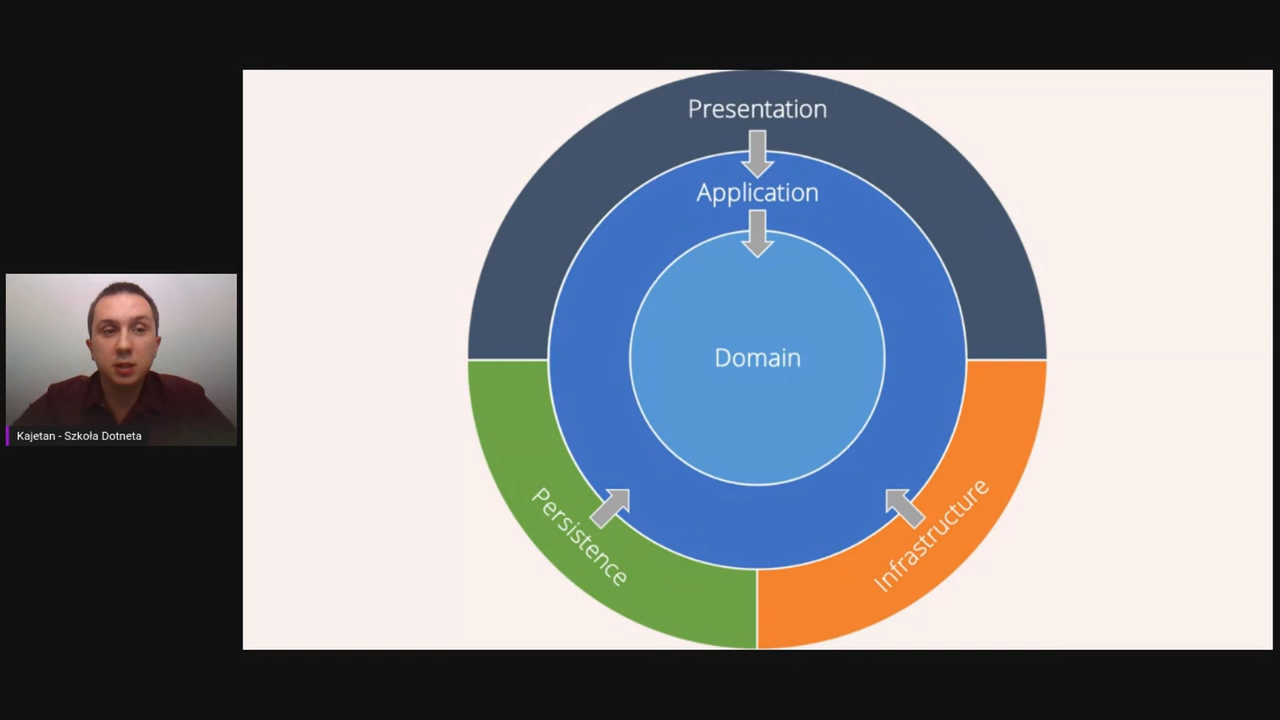 Presentation
Application
Domain
Persistence
Infrastructure
Kajetan - Szkoła Dotneta